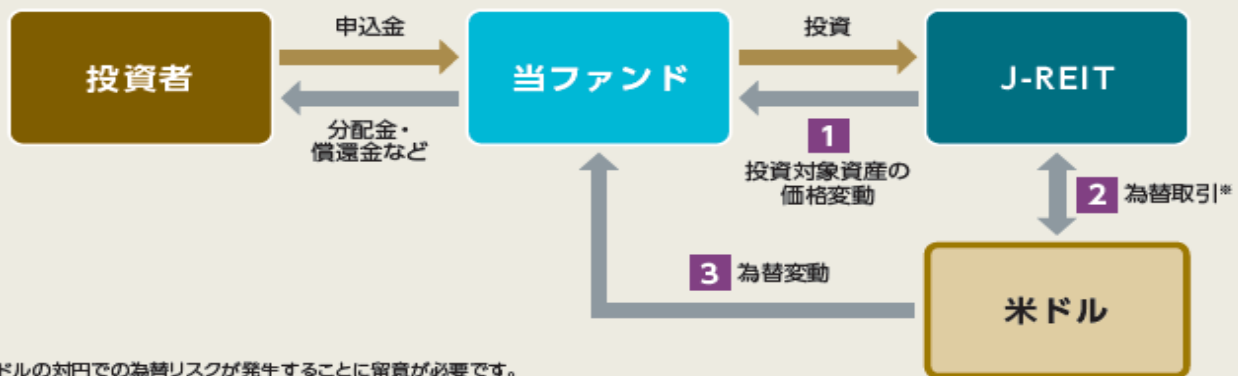 申込金
投資
投資者
当ファンド
J-REIT
分配金・
償還金など
1
投資対象資産の
価格変動
2 為替取引※
3 為替変動
米ドル
ドルの対円での為替リスクが発生することに留意が必要です。